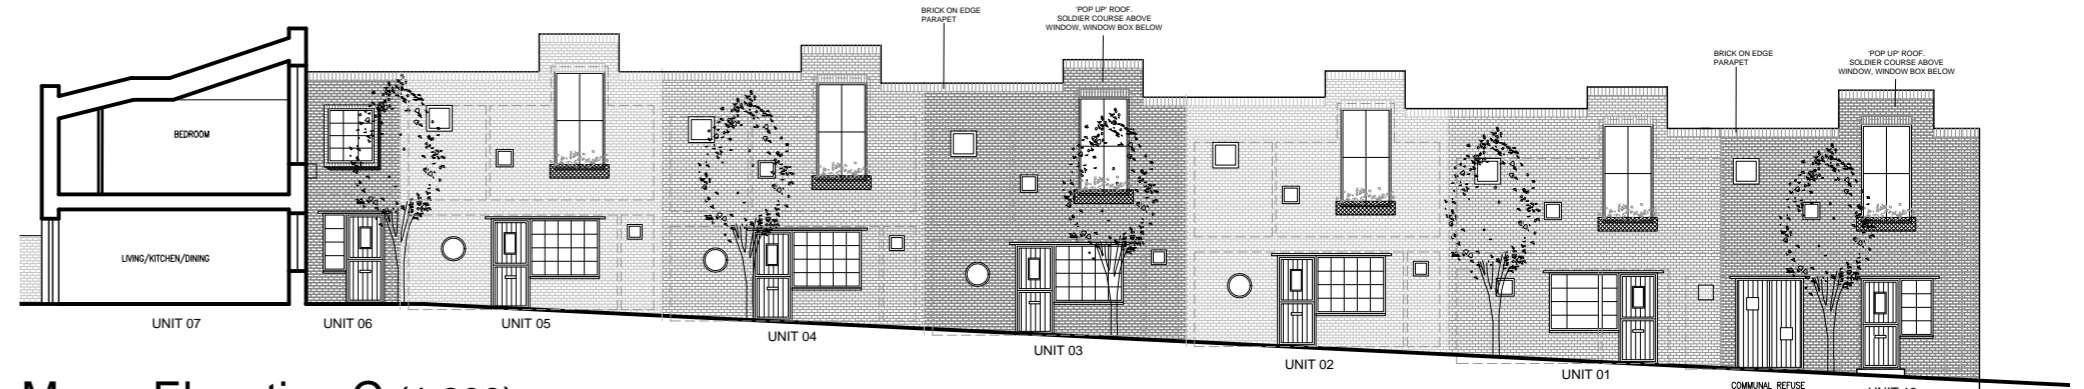 BRICK ON EDGE
PARAPET
'POP UP' ROOF.
SOLDIER COURSE ABOVE
WINDOW, WINDOW BOX BELOW
BRICK ON EDGE
PARAPET
'POP UP' ROOF.
SOLDIER COURSE ABOVE
WINDOW, WINDOW BOX BELOW
BEDROOM
LIVING/KITCHEN/DINING
UNIT 07
UNIT 06
UNIT 05
UNIT 04
UNIT 03
UNIT 02
UNIT 01
COMMUNAL REFUSE